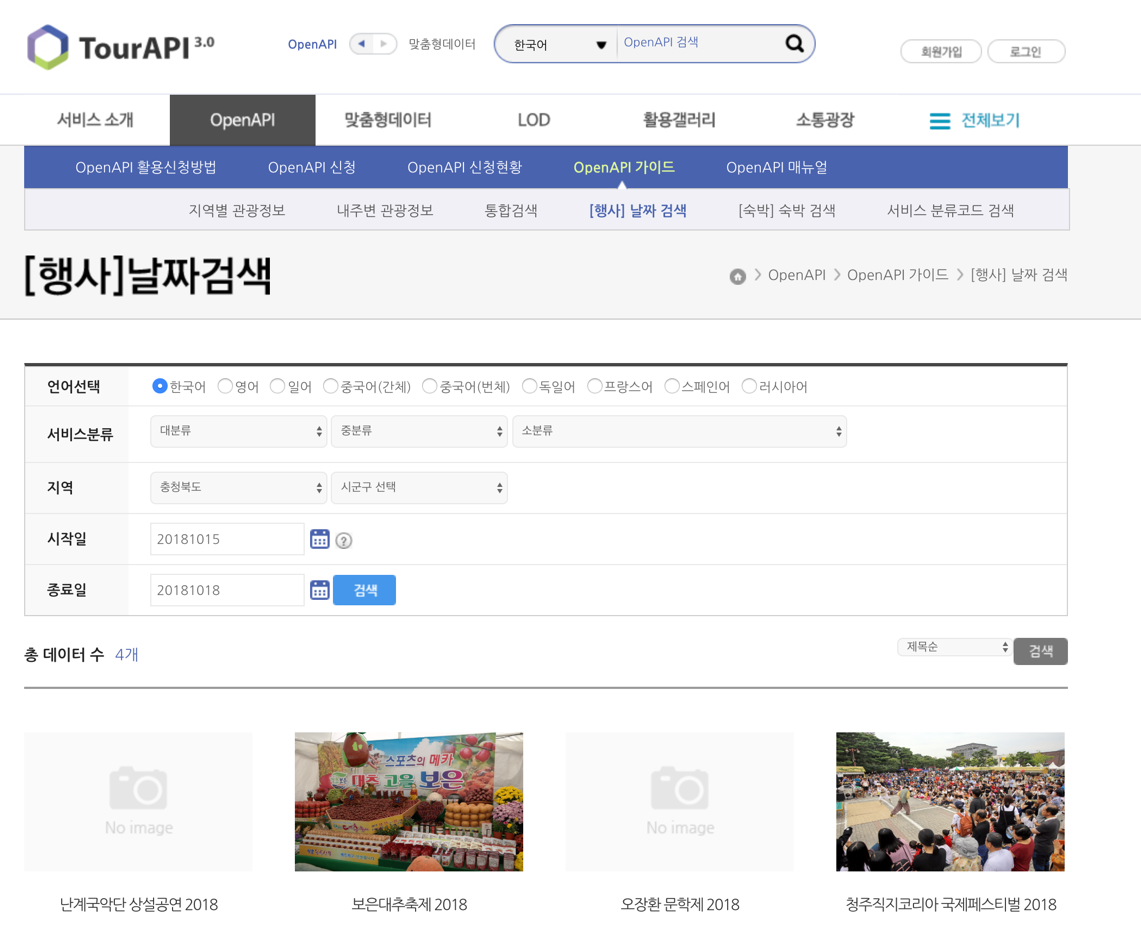 TourAPI 3.0
OpenAPI 맞춤형데이터
한국어 OpenAPI 검색
회원가입 로그인
서비스 소개 OpenAPI 맞춤형데이터 LOD 활용갤러리 소통광장 전체보기
OpenAPI 활용신청방법 OpenAPI 신청 OpenAPI 신청현황 OpenAPI 가이드 OpenAPI 매뉴얼
지역별 관광정보 내주변 관광정보 통합검색 [행사] 날짜 검색 [숙박] 숙박 검색 서비스 분류코드 검색
[행사]날짜검색
OpenAPI OpenAPI 가이드 [행사] 날짜 검색
언어선택 한국어 영어 일어 중국어(간체) 중국어(번체) 독일어 프랑스어 스페인어 러시아어
서비스분류 대분류 중분류 소분류
지역 충청북도 시군구 선택
시작일 20181015 ?
종료일 20181018 검색
총 데이터 수 4개
제목순 검색
No image
스포츠의 메카
대추 고을 보은
No image
난계국악단 상설공연 2018
보은대추축제 2018
오장환 문학제 2018
청주직지코리아 국제페스티벌 2018